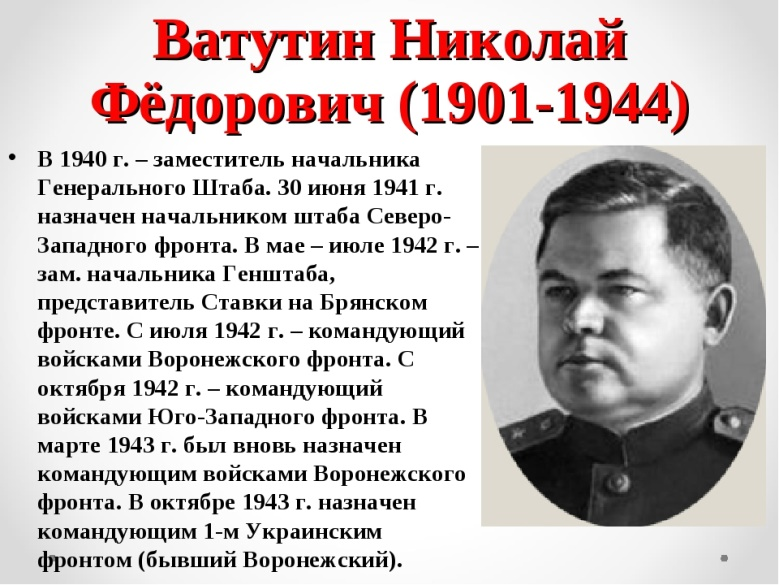 Ватутин Николай
Фёдорович (1901-1944)
• В 1940 г. – заместитель начальника
Генерального Штаба. 30 июня 1941 г.
назначен начальником штаба Северо-
Западного фронта. В мае – июле 1942 г. –
зам. начальника Генштаба,
представитель Ставки на Брянском
фронте. С июля 1942 г. – командующий
войсками Воронежского фронта. С
октября 1942 г. – командующий
войсками Юго-Западного фронта. В
марте 1943 г. был вновь назначен
командующим войсками Воронежского
фронта. В октябре 1943 г. назначен
командующим 1-м Украинским
фронтом (бывший Воронежский).